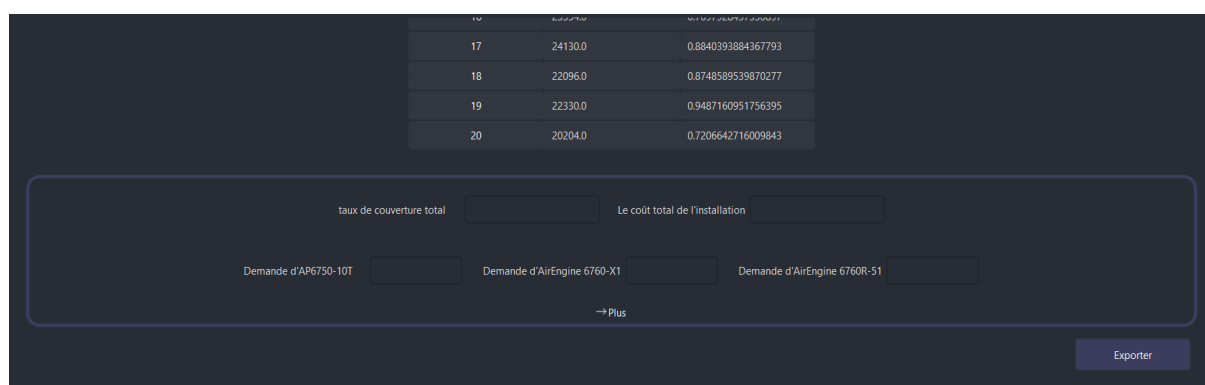 17 24130.0 0.8840393884367793
18 22096.0 0.8748589539870277
19 22330.0 0.9487160951756395
20 20204.0 0.7206642716009843
taux de couverture total Le coût total de l'installation
Demande d'AP6750-10T Demande d'AirEngine 6760-X1 Demande d'AirEngine 6760R-51
→Plus
Exporter